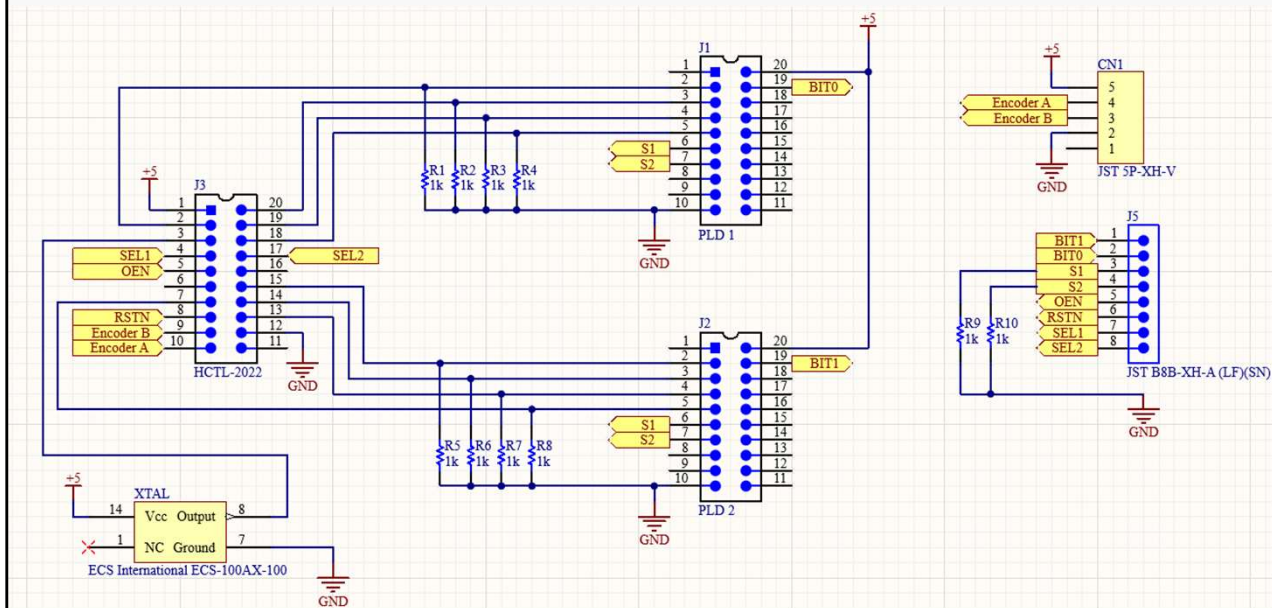 +5
J1
1 20
2 19 BIT0
3 18
4 17
5 16
S1 6 15
S2 7 14
8 13
9 12
10 11
PLD 1
GND
R1 1k
R2 1k
R3 1k
R4 1k
+5
CN1
5
Encoder A 4
Encoder B 3
2
1
GND
JST 5P-XH-V
+5
J3
1 20
2 19
3 18
SEL1 4 17 SEL2
OEN 5 16
6 15
7 14
RSTN 8 13
Encoder B 9 12
Encoder A 10 11
HCTL-2022
GND
J5
BIT1 1
BIT0 2
S1 3
S2 4
OEN 5
RSTN 6
SEL1 7
SEL2 8
JST B8B-XH-A (LF)(SN)
R9 1k
R10 1k
GND
J2
1 20
2 19 BIT1
3 18
4 17
5 16
S1 6 15
S2 7 14
8 13
9 12
10 11
PLD 2
GND
R5 1k
R6 1k
R7 1k
R8 1k
+5
XTAL
14 Vcc Output 8
1 NC Ground 7
ECS International ECS-100AX-100
GND